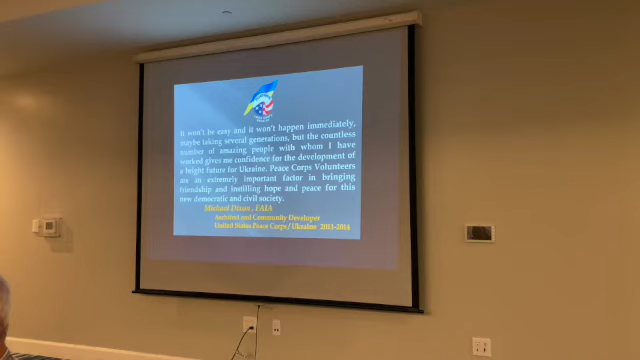 It won't be easy and it won't happen immediately,
maybe taking several generations, but the countless
number of amazing people with whom I have
worked gives me confidence for the development of
a bright future for Ukraine. Peace Corps Volunteers
are an extremely important factor in bringing
friendship and instilling hope and peace for this
new democratic and civil society.
Michael Dixon, FAIA
and Community Developer
United States Peace Corps/Ukraine 2011-2014